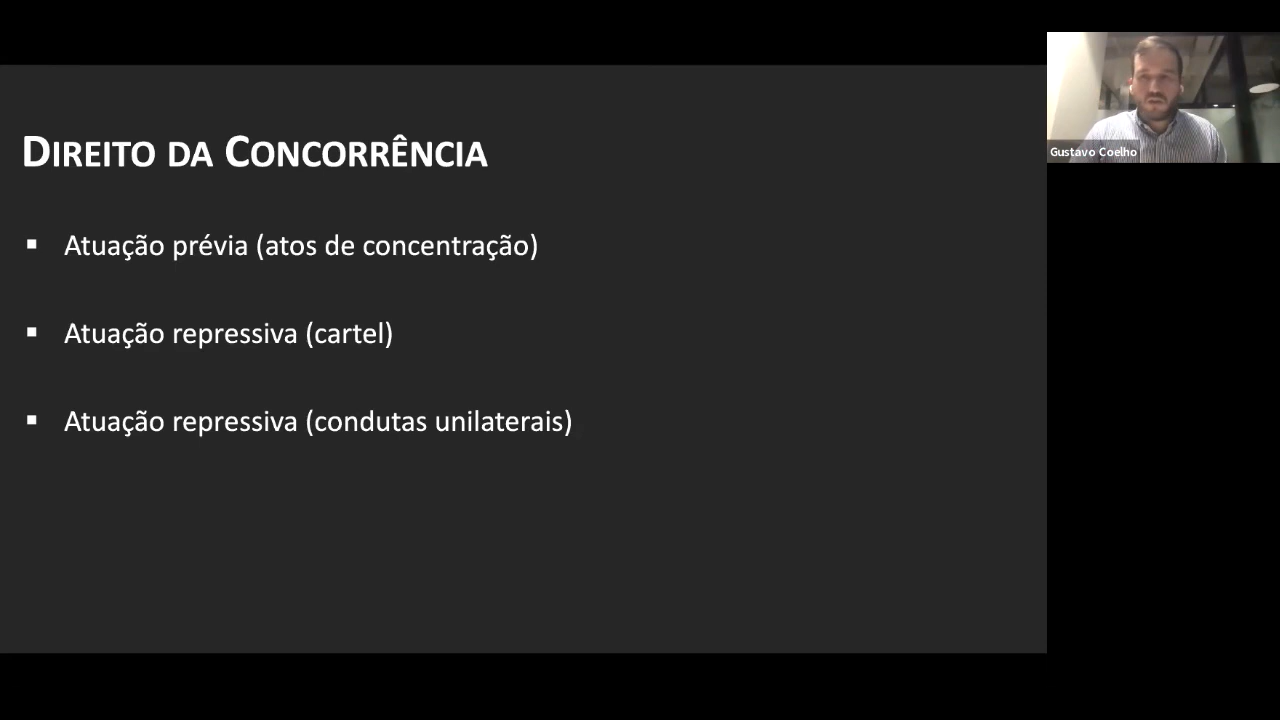 DIREITO DA CONCORRÊNCIA
▪ Atuação prévia (atos de concentração)
▪ Atuação repressiva (cartel)
▪ Atuação repressiva (condutas unilaterais)
Gustavo Coelho